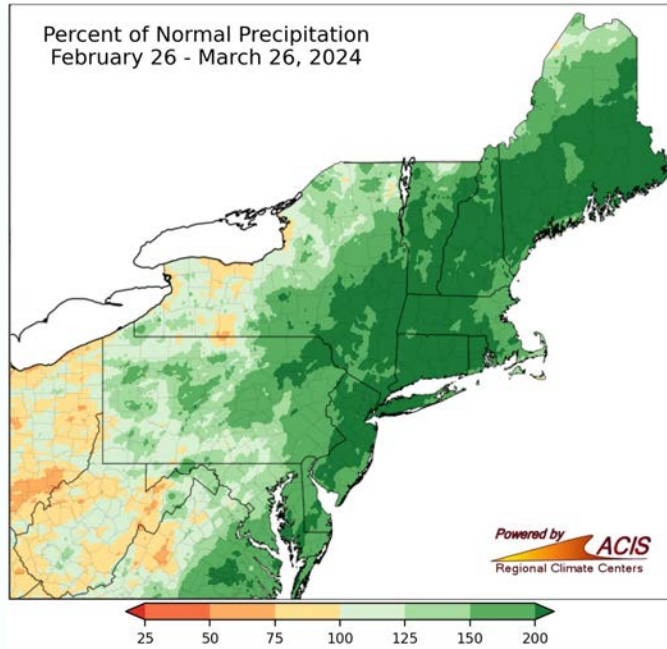 Percent of Normal Precipitation
February 26 - March 26, 2024
Powered by
ACIS
Regional Climate Centers
25 50 75 100 125 150 200